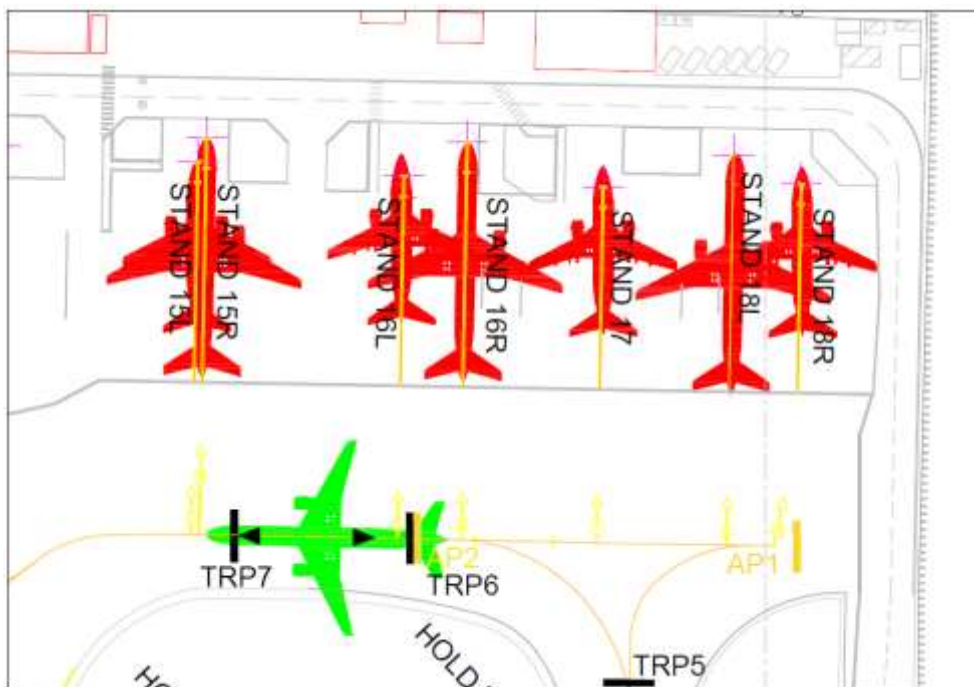 STAND 15L
STAND 15R
STAND 16L
STAND 16R
STAND 17
STAND 18L
STAND 18R
AP2
AP1
TRP7
TRP6
HOLD
TRP5